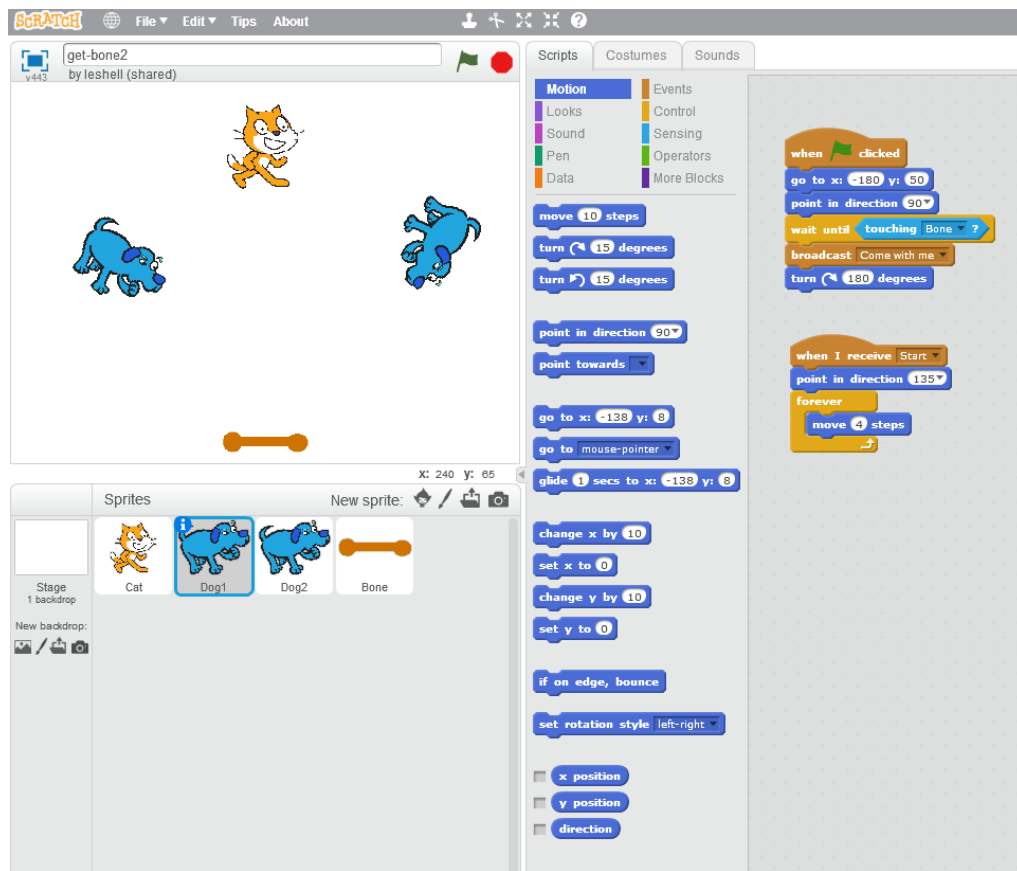 SCRATCH File▼ Edit▼ Tips About
get-bone2
v443
by leshell (shared)
x: 240 y: 65
Sprites New sprite:
Stage
1 backdrop
New backdrop:
Cat Dog1 Dog2 Bone
Scripts Costumes Sounds
Motion Events
Looks Control
Sound Sensing
Pen Operators
Data More Blocks
move 10 steps
turn 15 degrees
turn 15 degrees
point in direction 90▼
point towards
go to x: -138 y: 8
go to mouse-pointer
glide 1 secs to x: -138 y: 8
change x by 10
set x to 0
change y by 10
set y to 0
if on edge, bounce
set rotation style left-right
x position
y position
direction
when clicked
go to x: -180 y: 50
point in direction 90▼
wait until touching Bone ?
broadcast Come with me
turn 180 degrees
when I receive Start
point in direction 135▼
forever
move 4 steps